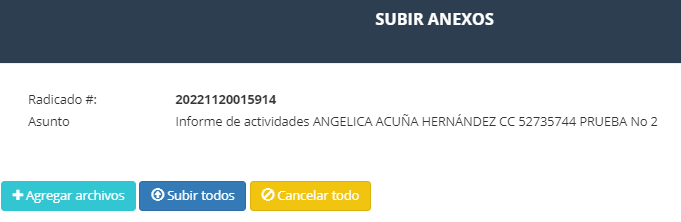 SUBIR ANEXOS
Radicado #: 20221120015914
Asunto Informe de actividades ANGELICA ACUÑA HERNÁNDEZ CC 52735744 PRUEBA No 2
Agregar archivos Subir todos Cancelar todo